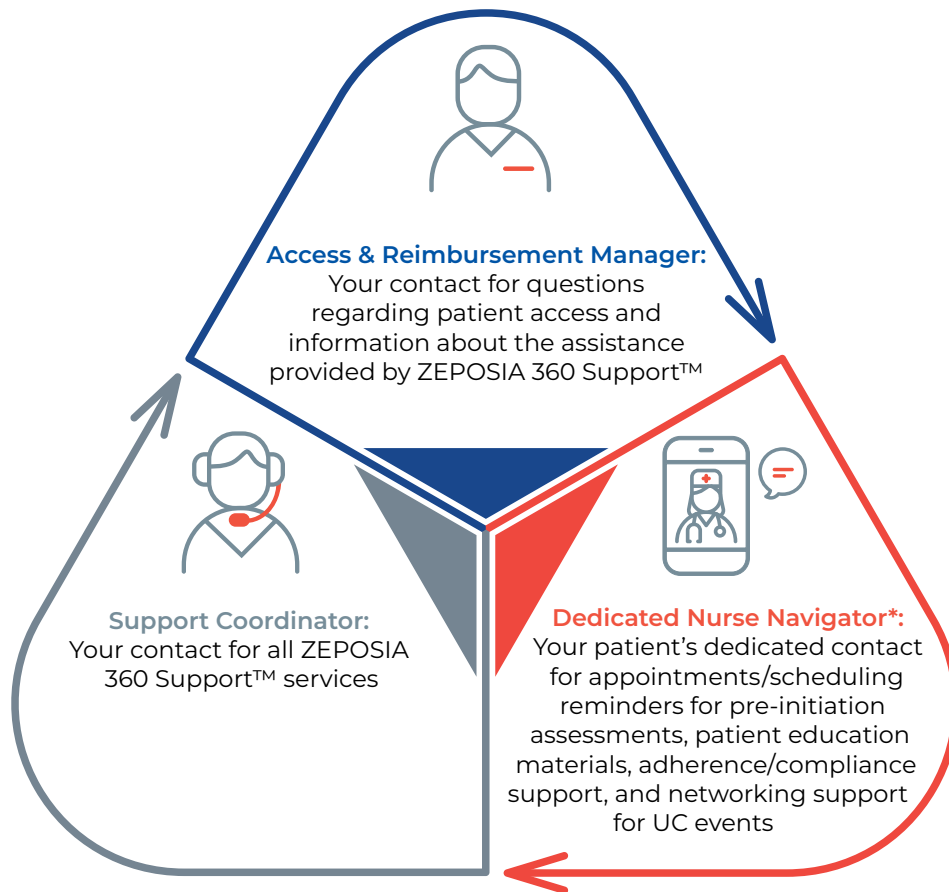 Access & Reimbursement Manager:
Your contact for questions
regarding patient access and
information about the assistance
provided by ZEPOSIA 360 Support™
Support Coordinator:
Your contact for all ZEPOSIA
360 Support™ services
Dedicated Nurse Navigator*:
Your patient’s dedicated contact
for appointments/scheduling
reminders for pre-initiation
assessments, patient education
materials, adherence/compliance
support, and networking support
for UC events